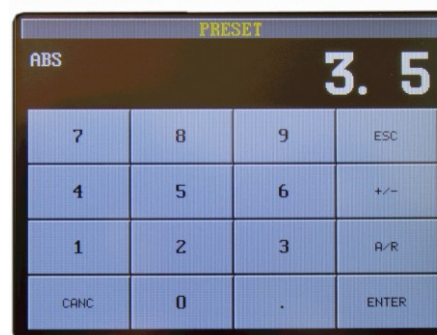 PRESET
ABS 3. 5
7 8 9 ESC
4 5 6 +/-
1 2 3 A/R
CANC 0 . ENTER